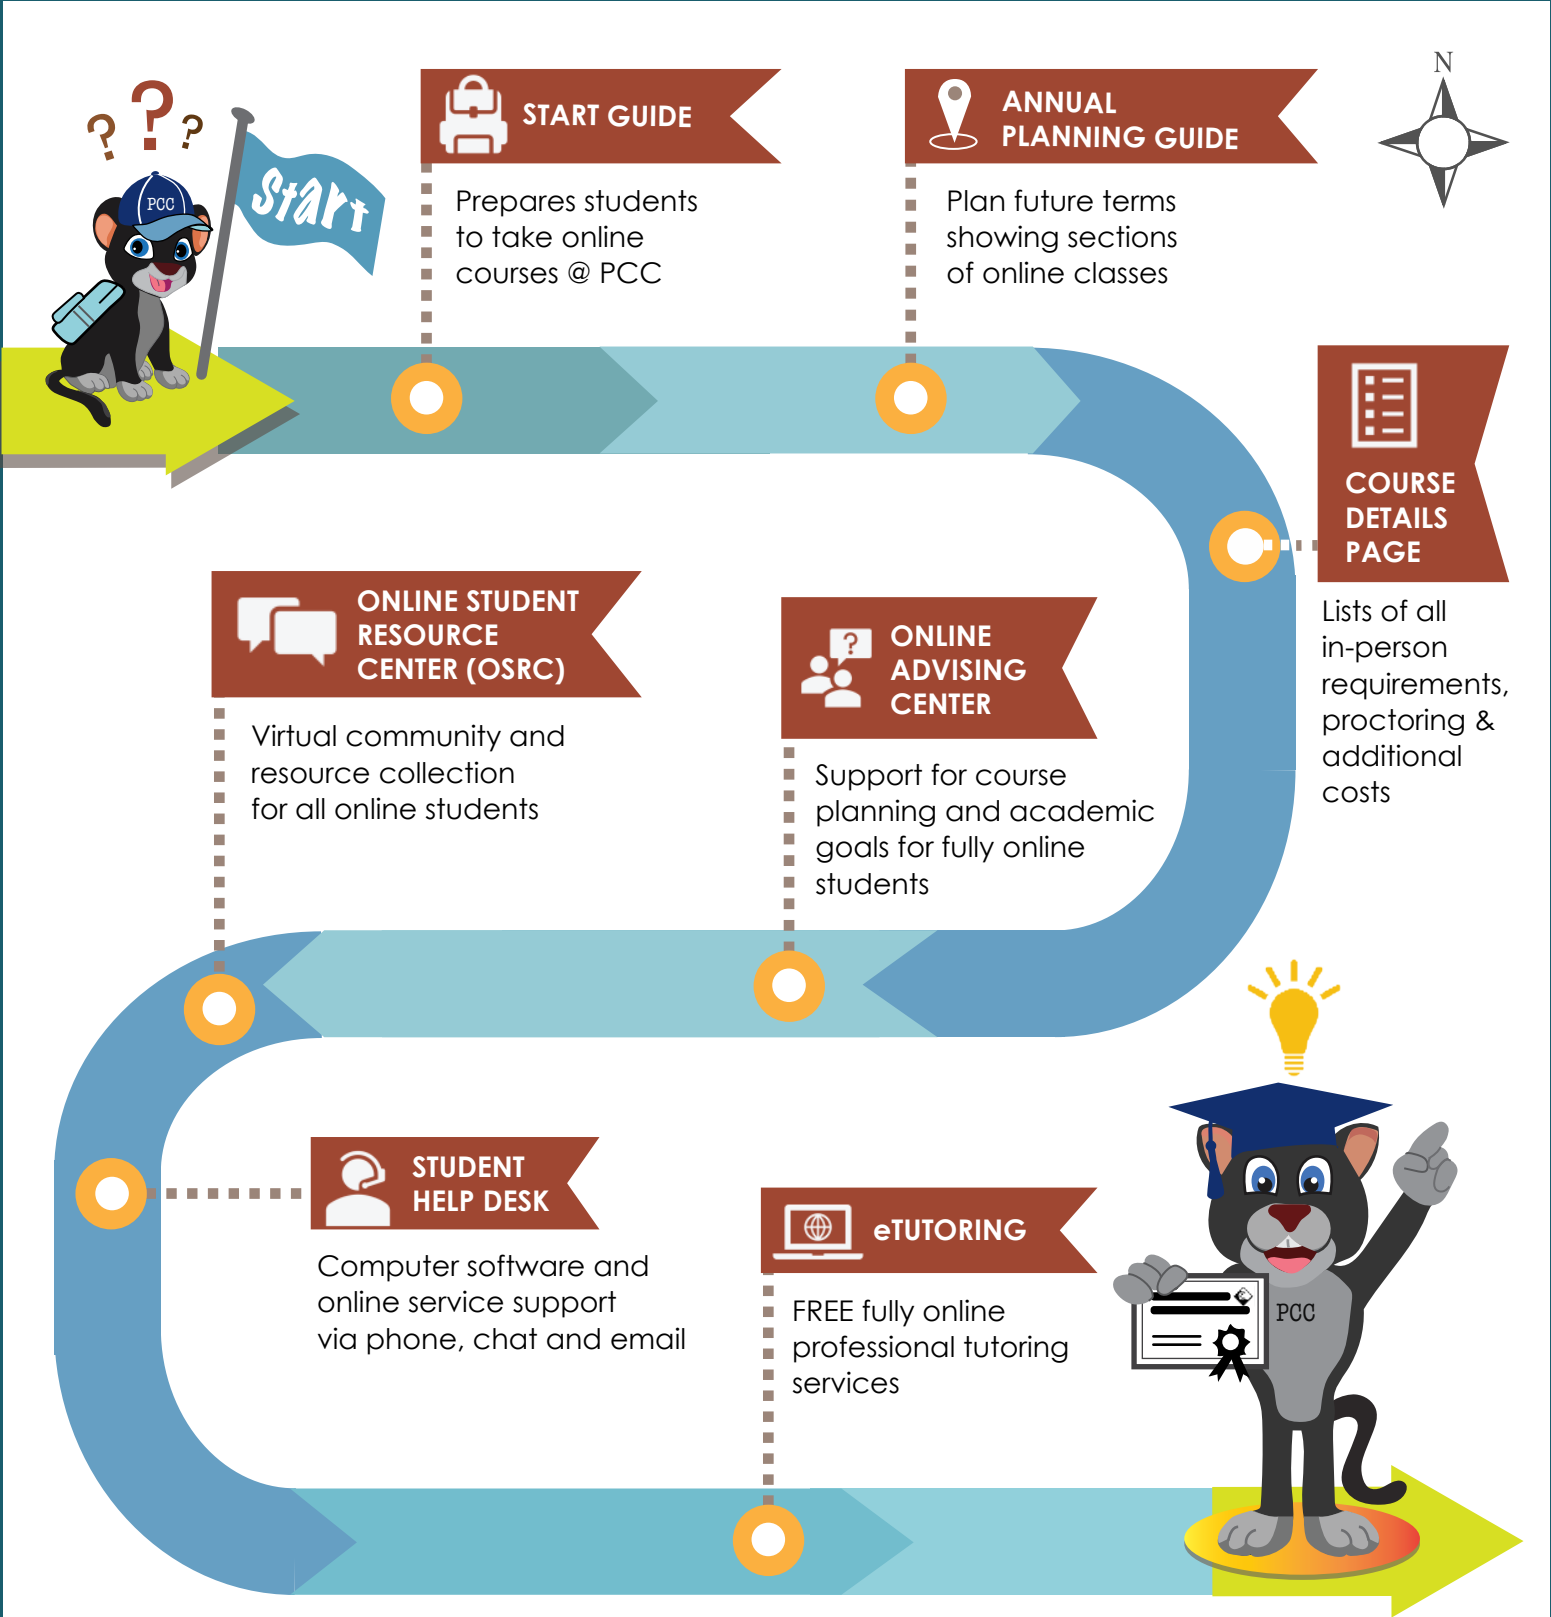 N
? ? ?
PCC
Start
START GUIDE
Prepares students
to take online
courses @ PCC
ANNUAL
PLANNING GUIDE
Plan future terms
showing sections
of online classes
COURSE
DETAILS
PAGE
Lists of all
in-person
requirements,
proctoring &
additional
costs
?
ONLINE
ADVISING
CENTER
Support for course
planning and academic
goals for fully online
students
ONLINE STUDENT
RESOURCE
CENTER (OSRC)
Virtual community and
resource collection
for all online students
STUDENT
HELP DESK
Computer software and
online service support
via phone, chat and email
eTUTORING
FREE fully online
professional tutoring
services
PCC